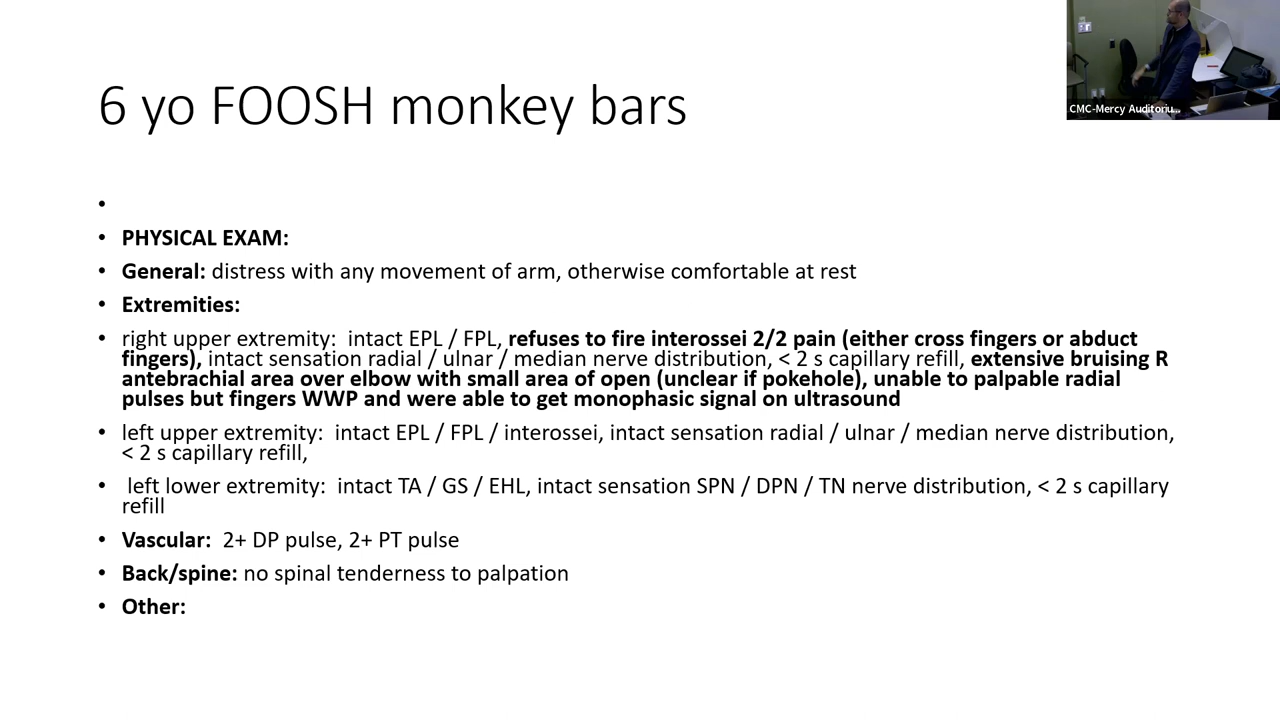 6 yo FOOSH monkey bars
CMC-Mercy Auditoriu...
•
• PHYSICAL EXAM:
• General: distress with any movement of arm, otherwise comfortable at rest
• Extremities:
• right upper extremity:  intact EPL / FPL, refuses to fire interossei 2/2 pain (either cross fingers or abduct
fingers), intact sensation radial / ulnar / median nerve distribution, < 2 s capillary refill, extensive bruising R
antebrachial area over elbow with small area of open (unclear if pokehole), unable to palpable radial
pulses but fingers WWP and were able to get monophasic signal on ultrasound
• left upper extremity:  intact EPL / FPL / interossei, intact sensation radial / ulnar / median nerve distribution,
< 2 s capillary refill,
• left lower extremity:  intact TA / GS / EHL, intact sensation SPN / DPN / TN nerve distribution, < 2 s capillary
refill
• Vascular:  2+ DP pulse, 2+ PT pulse
• Back/spine: no spinal tenderness to palpation
• Other: